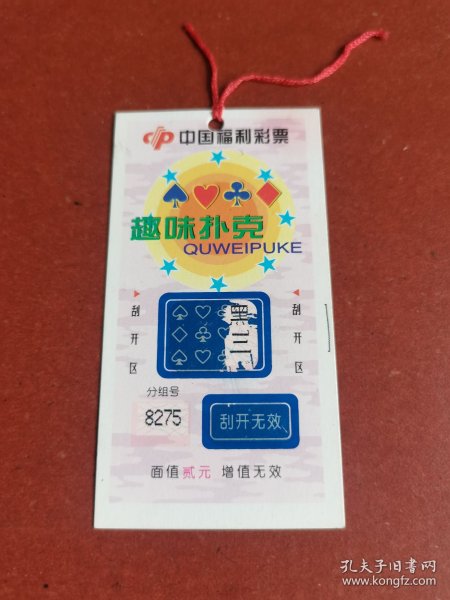 中国福利彩票
趣味扑克
QUWEIPUKE
刮开区
黑三
刮开区
分组号
8275
刮开无效
面值贰元 增值无效
孔夫子旧书网
www.kongfz.com